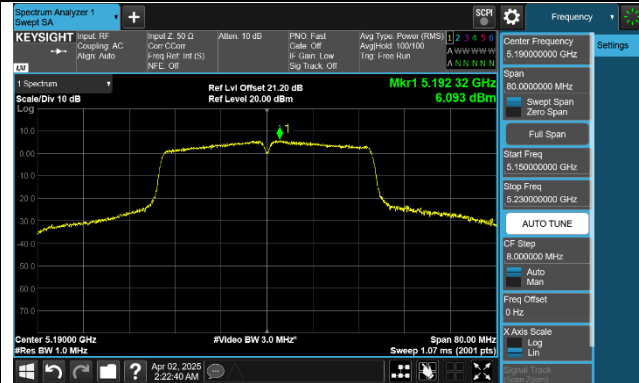 Spectrum Analyzer 1
Swept SA
SCPI
Frequency
KEYSIGHT
Input: RF
Coupling: AC
Align: Auto
Input Z: 50 Ω
Corr CCorr
Freq Ref: Int (S)
NFE: Off
Atten: 10 dB
PNO: Fast
Gate: Off
IF Gain: Low
Sig Track: Off
Avg Type: Power (RMS)
Avg|Hold: 100/100
Trig: Free Run
1 2 3 4 5 6
A W W W W W
A N N N N N
LXI
1 Spectrum
Scale/Div 10 dB
Log
Ref Lvl Offset 21.20 dB
Ref Level 20.00 dBm
Mkr1 5.192 32 GHz
6.093 dBm
1
10.0
0.00
-10.0
-20.0
-30.0
-40.0
-50.0
-60.0
-70.0
Center 5.19000 GHz
#Res BW 1.0 MHz
#Video BW 3.0 MHz*
Span 80.00 MHz
Sweep 1.07 ms (2001 pts)
Apr 02, 2025
2:22:40 AM
Center Frequency
5.190000000 GHz
Settings
Span
80.0000000 MHz
Swept Span
Zero Span
Full Span
Start Freq
5.150000000 GHz
Stop Freq
5.230000000 GHz
AUTO TUNE
CF Step
8.000000 MHz
Auto
Man
Freq Offset
0 Hz
X Axis Scale
Log
Lin
Signal Track
(Span Zoom)